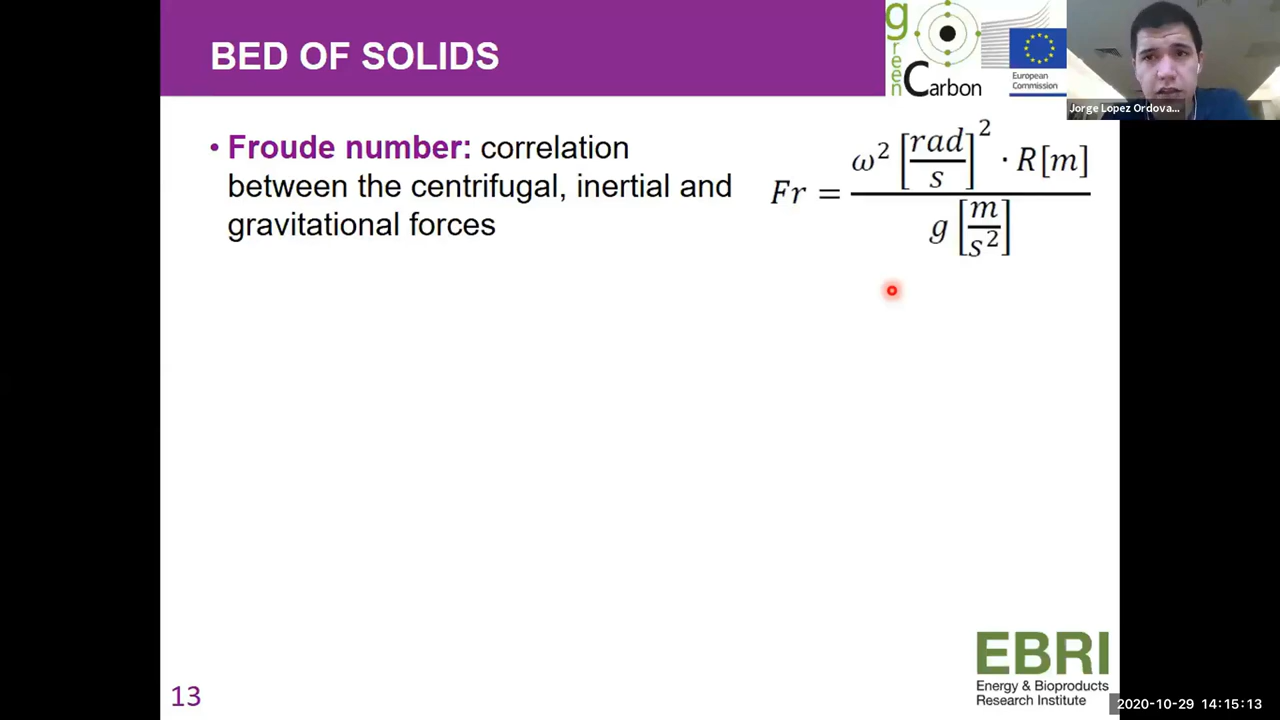 BED OF SOLIDS
green Carbon
European
Commission
Jorge Lopez Ordova...
• Froude number: correlation
between the centrifugal, inertial and
gravitational forces
Fr = ω² [rad/s]² · R[m] / g [m/s²]
EBRI
Energy & Bioproducts
Research Institute
13
2020-10-29 14:15:13